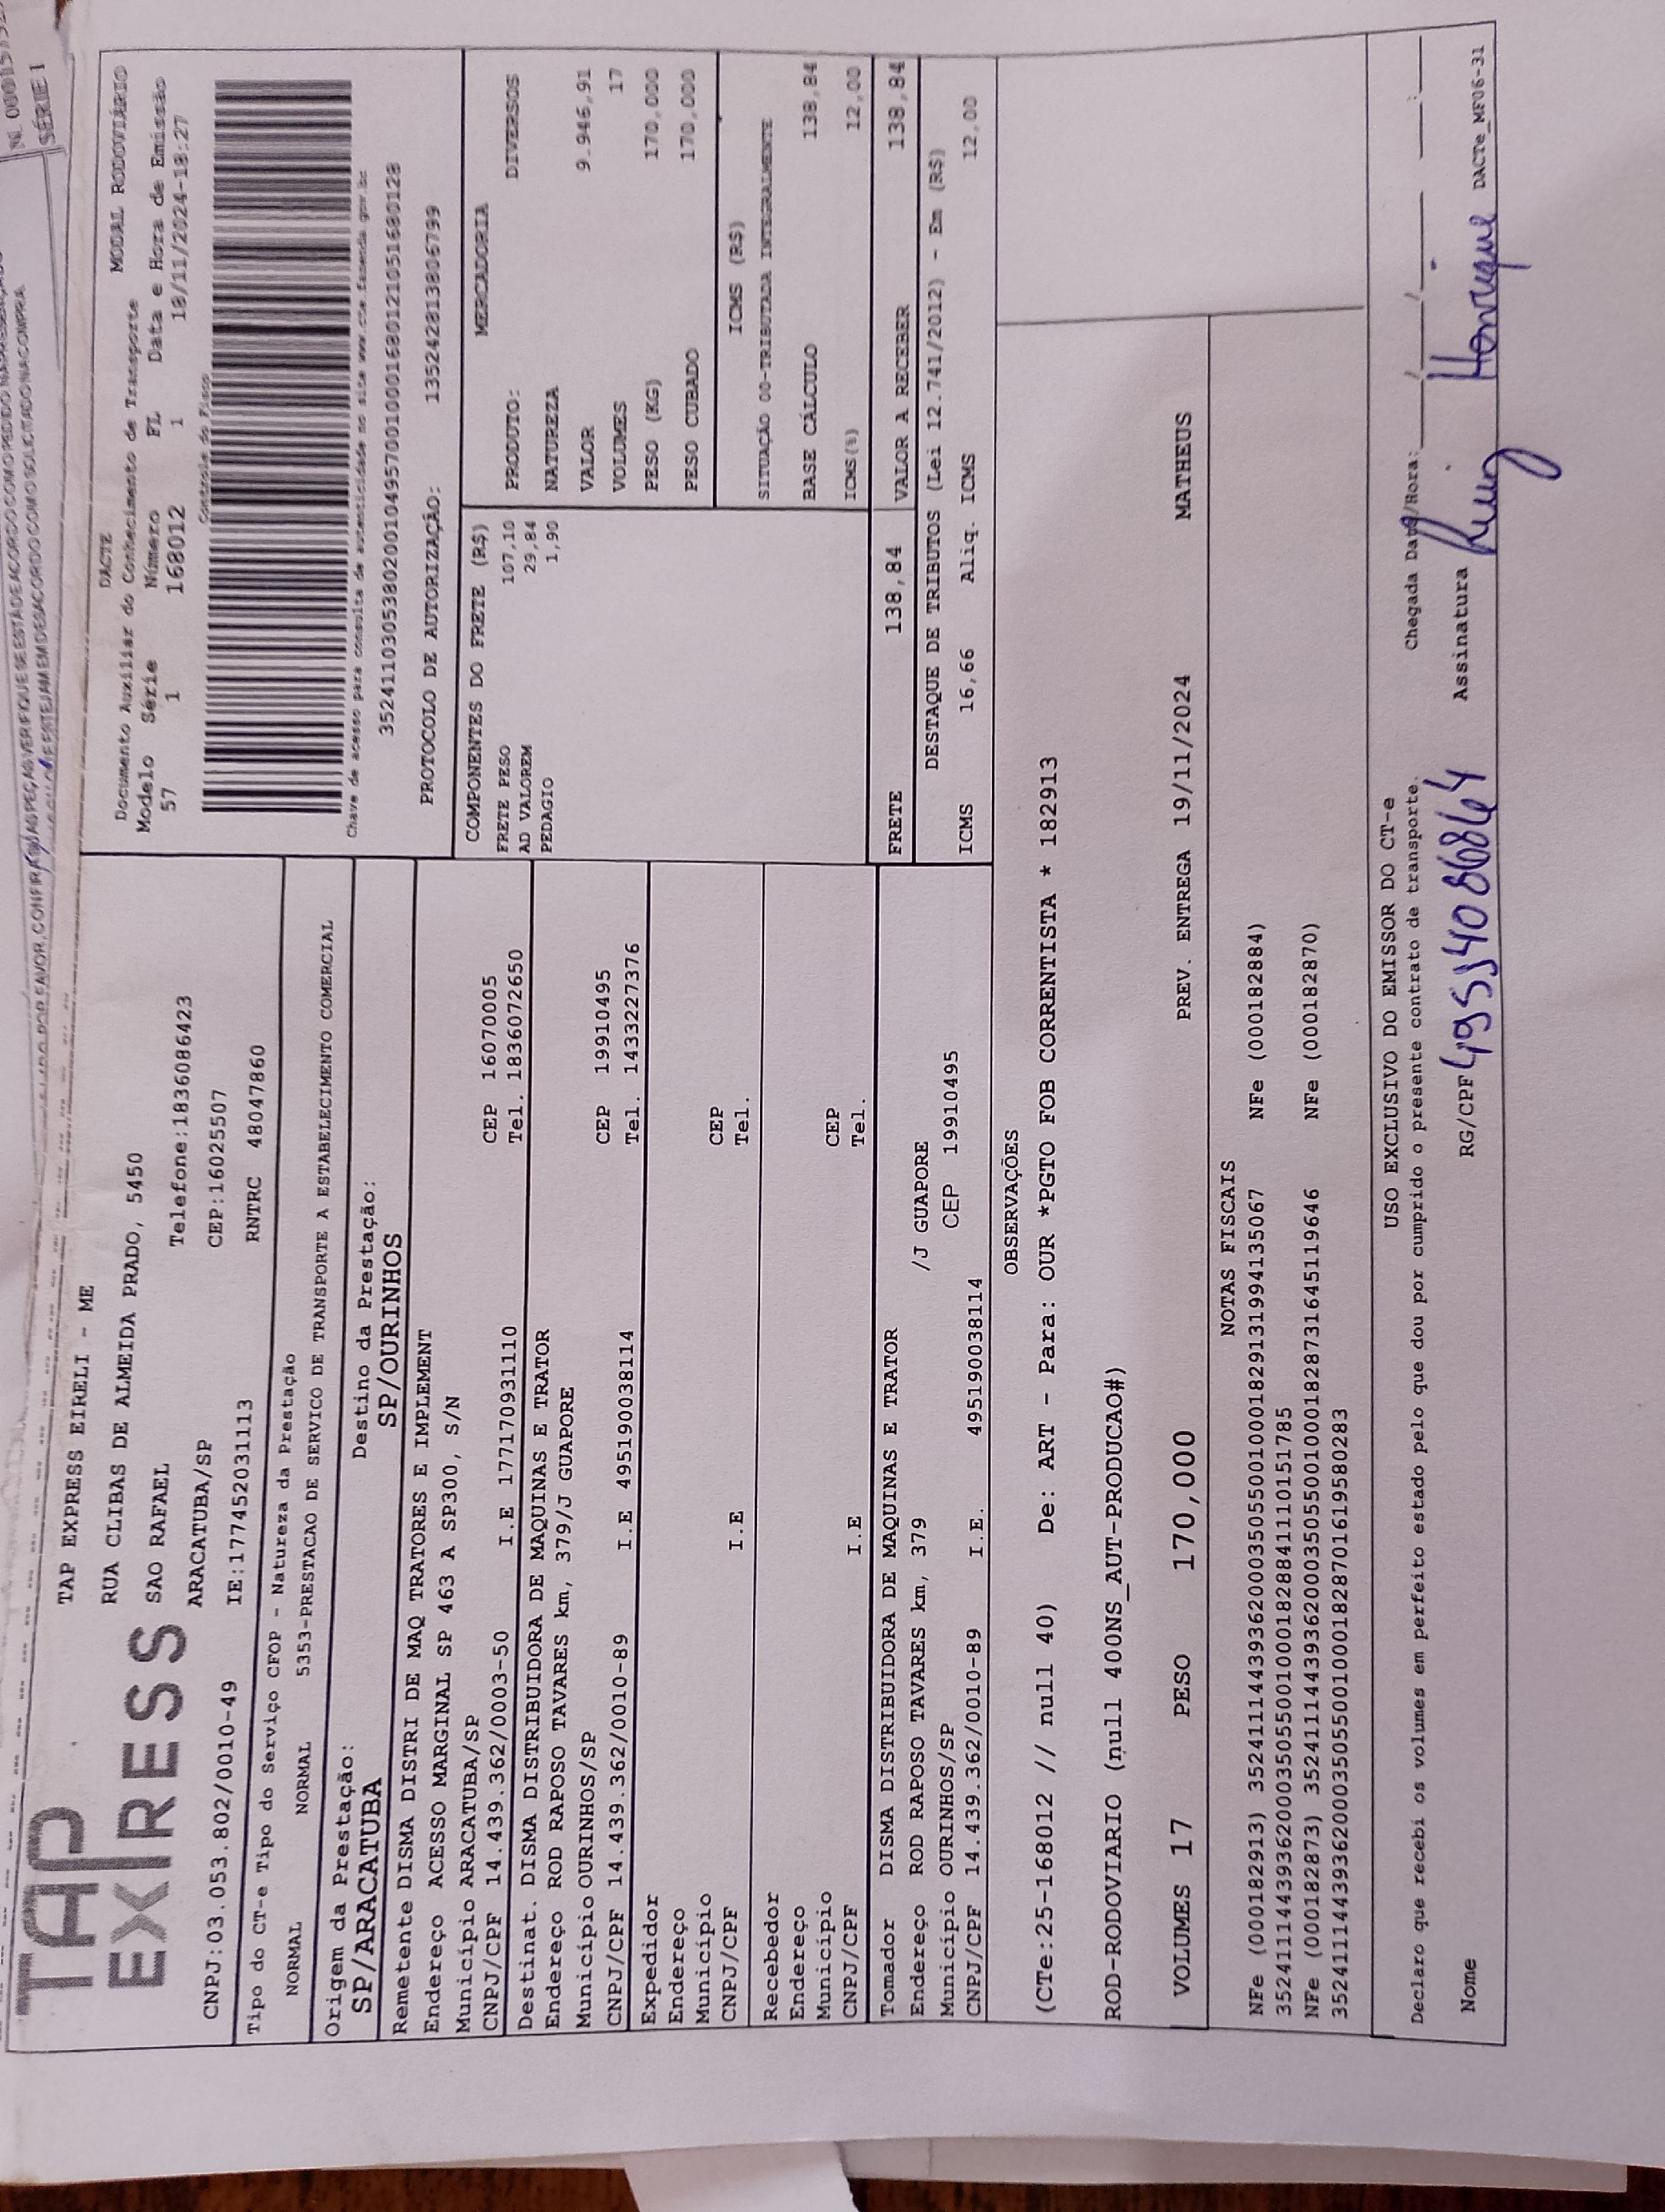 SÉRIE 1
TAP
EXPRESS
TAP EXPRESS EIRELI - ME
RUA CLIBAS DE ALMEIDA PRADO, 5450
SAO RAFAEL
Telefone:1836086423
ARACATUBA/SP
CEP:16025507
CNPJ:03.053.802/0010-49
IE:177452031113
RNTRC 48047860
DACTE
Documento Auxiliar do Conhecimento de Transporte
MODAL RODOVIÁRIO
Modelo Série Número FL Data e Hora de Emissão
57 1 168012 1 18/11/2024-18:27
Controle do Fisco
Chave de acesso para consulta de autenticidade no site www.cte.fazenda.gov.br
35241103053802001049570010001680121051680128
PROTOCOLO DE AUTORIZAÇÃO: 135242813806799
Tipo do CT-e Tipo do Serviço CFOP - Natureza da Prestação
NORMAL NORMAL 5353-PRESTACAO DE SERVICO DE TRANSPORTE A ESTABELECIMENTO COMERCIAL
Origem da Prestação: Destino da Prestação:
SP/ARACATUBA SP/OURINHOS
Remetente DISMA DISTRI DE MAQ TRATORES E IMPLEMENT
Endereço ACESSO MARGINAL SP 463 A SP300, S/N
Município ARACATUBA/SP CEP 16070005
CNPJ/CPF 14.439.362/0003-50 I.E 177170931110 Tel. 1836072650
Destinat. DISMA DISTRIBUIDORA DE MAQUINAS E TRATOR
Endereço ROD RAPOSO TAVARES km, 379/J GUAPORE
Município OURINHOS/SP CEP 19910495
CNPJ/CPF 14.439.362/0010-89 I.E 495190038114 Tel. 1433227376
Expedidor
Endereço
Município CEP
CNPJ/CPF I.E Tel.
Recebedor
Endereço
Município CEP
CNPJ/CPF I.E Tel.
Tomador DISMA DISTRIBUIDORA DE MAQUINAS E TRATOR
Endereço ROD RAPOSO TAVARES km, 379 /J GUAPORE
Município OURINHOS/SP CEP 19910495
CNPJ/CPF 14.439.362/0010-89 I.E. 495190038114
COMPONENTES DO FRETE (R$)
FRETE PESO 107,10
AD VALOREM 29,84
PEDAGIO 1,90
MERCADORIA
PRODUTO: DIVERSOS
NATUREZA
VALOR 9.946,91
VOLUMES 17
PESO (KG) 170,000
PESO CUBADO 170,000
ICMS (R$)
SITUAÇÃO 00-TRIBUTADA INTEGRALMENTE
BASE CÁLCULO 138,84
ICMS(%) 12,00
FRETE 138,84 VALOR A RECEBER 138,84
DESTAQUE DE TRIBUTOS (Lei 12.741/2012) - Em (R$)
ICMS 16,66 Aliq. ICMS 12,00
OBSERVAÇÕES
(CTe:25-168012 // null 40) De: ART - Para: OUR *PGTO FOB CORRENTISTA * 182913
ROD-RODOVIARIO (null 400NS_AUT-PRODUCAO#)
VOLUMES 17 PESO 170,000 PREV. ENTREGA 19/11/2024 MATHEUS
NOTAS FISCAIS
NFe (000182913) 35241114439362000350550010001829131994135067 NFe (000182884)
35241114439362000350550010001828841110151785
NFe (000182873) 35241114439362000350550010001828731645119646 NFe (000182870)
35241114439362000350550010001828701619580283
USO EXCLUSIVO DO EMISSOR DO CT-e
Declaro que recebi os volumes em perfeito estado pelo que dou por cumprido o presente contrato de transporte. Chegada Data/Hora: / / :
Nome RG/CPF Assinatura Henrique DACTe_MF06-31